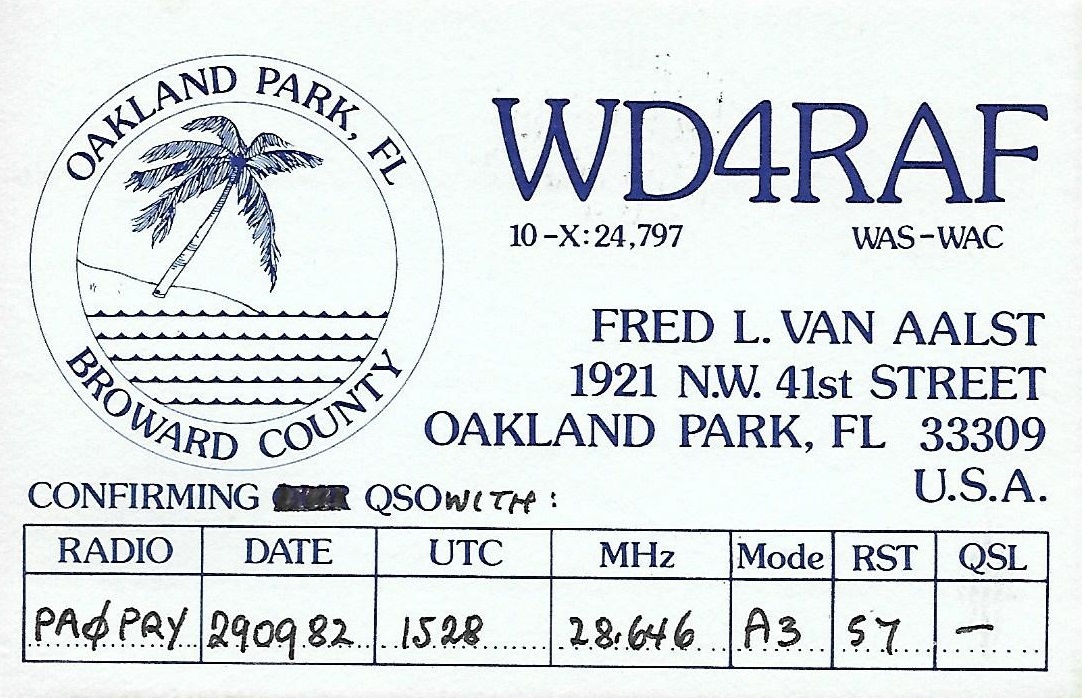 OAKLAND PARK, FL
BROWARD COUNTY
WD4RAF
10-X:24,797 WAS-WAC
FRED L. VAN AALST
1921 N.W. 41st STREET
OAKLAND PARK, FL 33309
U.S.A.
CONFIRMING QSO WITH:
RADIO DATE UTC MHz Mode RST QSL
PAØPRY 290982 1528 28.646 A3 57 —